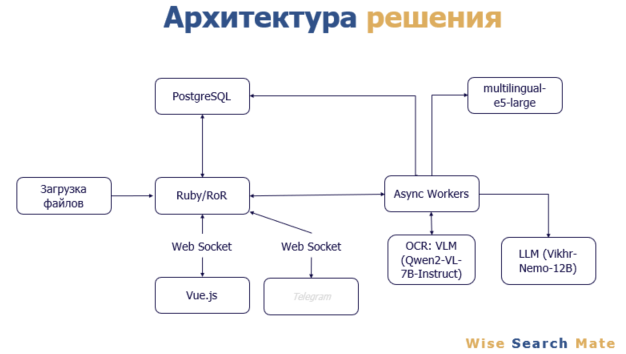 Архитектура решения
PostgreSQL
multilingual-
e5-large
Загрузка
файлов
Ruby/RoR
Async Workers
Web Socket
Web Socket
OCR: VLM
(Qwen2-VL-
7B-Instruct)
LLM (Vikhr-
Nemo-12B)
Vue.js
Telegram
Wise Search Mate